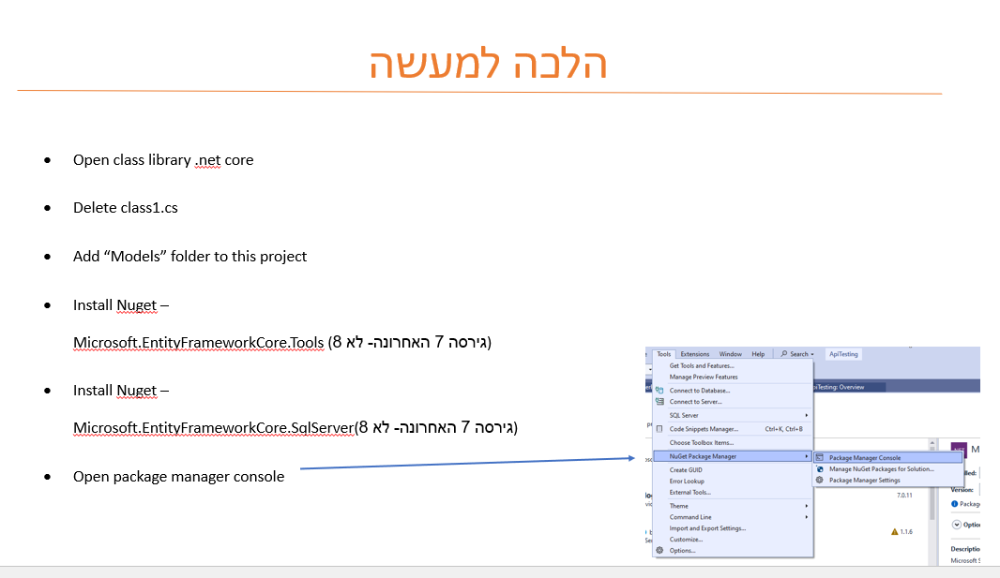 הלכה למעשה
• Open class library .net core
• Delete class1.cs
• Add “Models” folder to this project
• Install Nuget –
Microsoft.EntityFrameworkCore.Tools (גירסה 7 האחרונה- לא 8)
• Install Nuget –
Microsoft.EntityFrameworkCore.SqlServer(גירסה 7 האחרונה- לא 8)
• Open package manager console
Tools Extensions Window Help Search ApiTesting
Get Tools and Features...
Manage Preview Features
Connect to Database...
piTesting: Overview
Connect to Server...
SQL Server
Code Snippets Manager... Ctrl+K, Ctrl+B
Choose Toolbox Items...
NuGet Package Manager
Package Manager Console
Manage NuGet Packages for Solution...
Package Manager Settings
Create GUID
Error Lookup
External Tools...
Theme
Command Line
Import and Export Settings...
Customize...
Options...
7.0.11
1.1.6
lled:
Version:
Packag
Option
Descriptio
Microsoft S